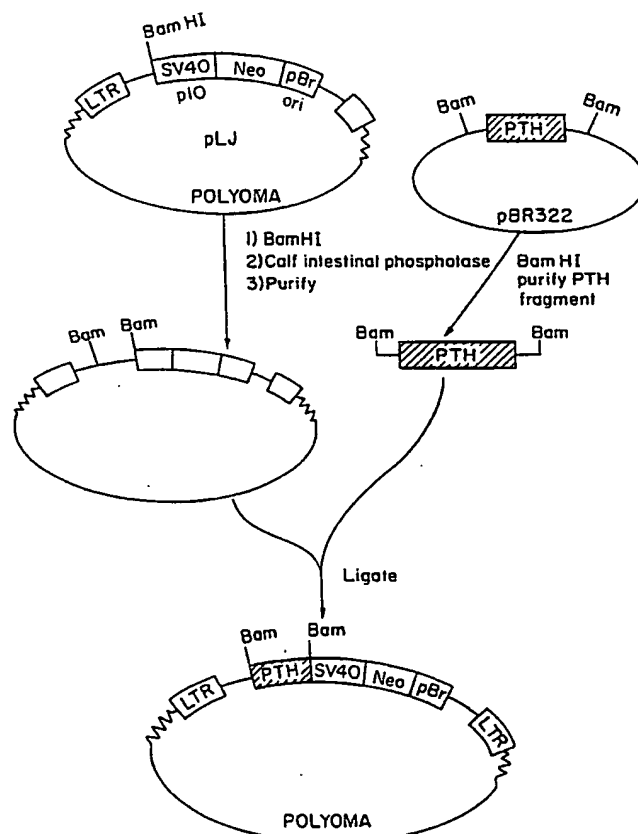 Bam HI
SV40 Neo pBr
LTR
p10 ori
pLJ
POLYOMA
Bam Bam
PTH
pBR322
1) BamHI
2) Calf intestinal phospholase
3) Purify
Bam HI
purify PTH
fragment
Bam Bam
Bam Bam
PTH
Ligate
Bam Bam
PTH SV40 Neo pBr
LTR LTR
POLYOMA